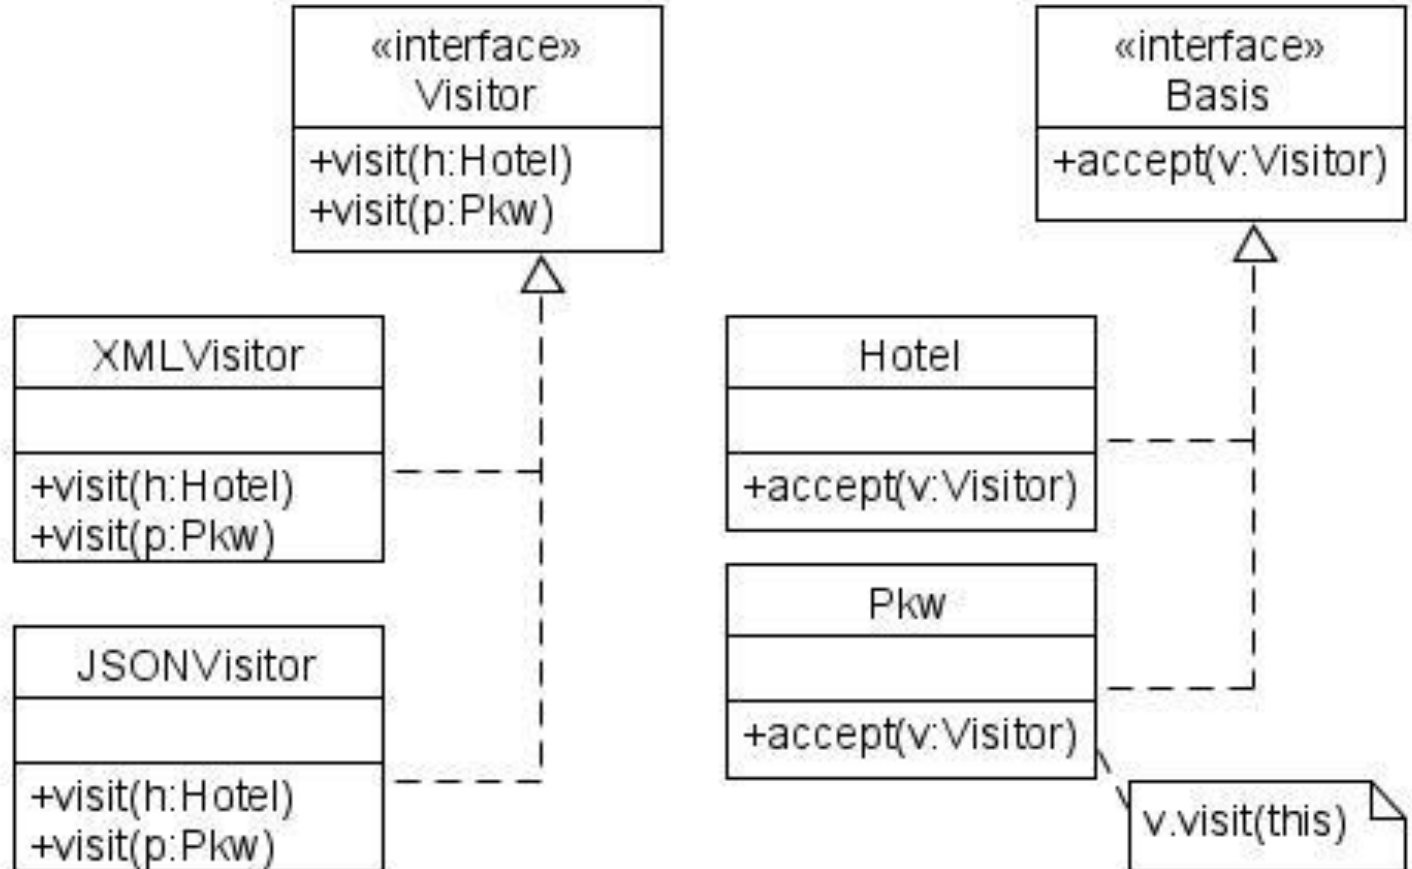 «interface»
Visitor
+visit(h:Hotel)
+visit(p:Pkw)
«interface»
Basis
+accept(v:Visitor)
XMLVisitor
+visit(h:Hotel)
+visit(p:Pkw)
Hotel
+accept(v:Visitor)
JSONVisitor
+visit(h:Hotel)
+visit(p:Pkw)
Pkw
+accept(v:Visitor)
v.visit(this)